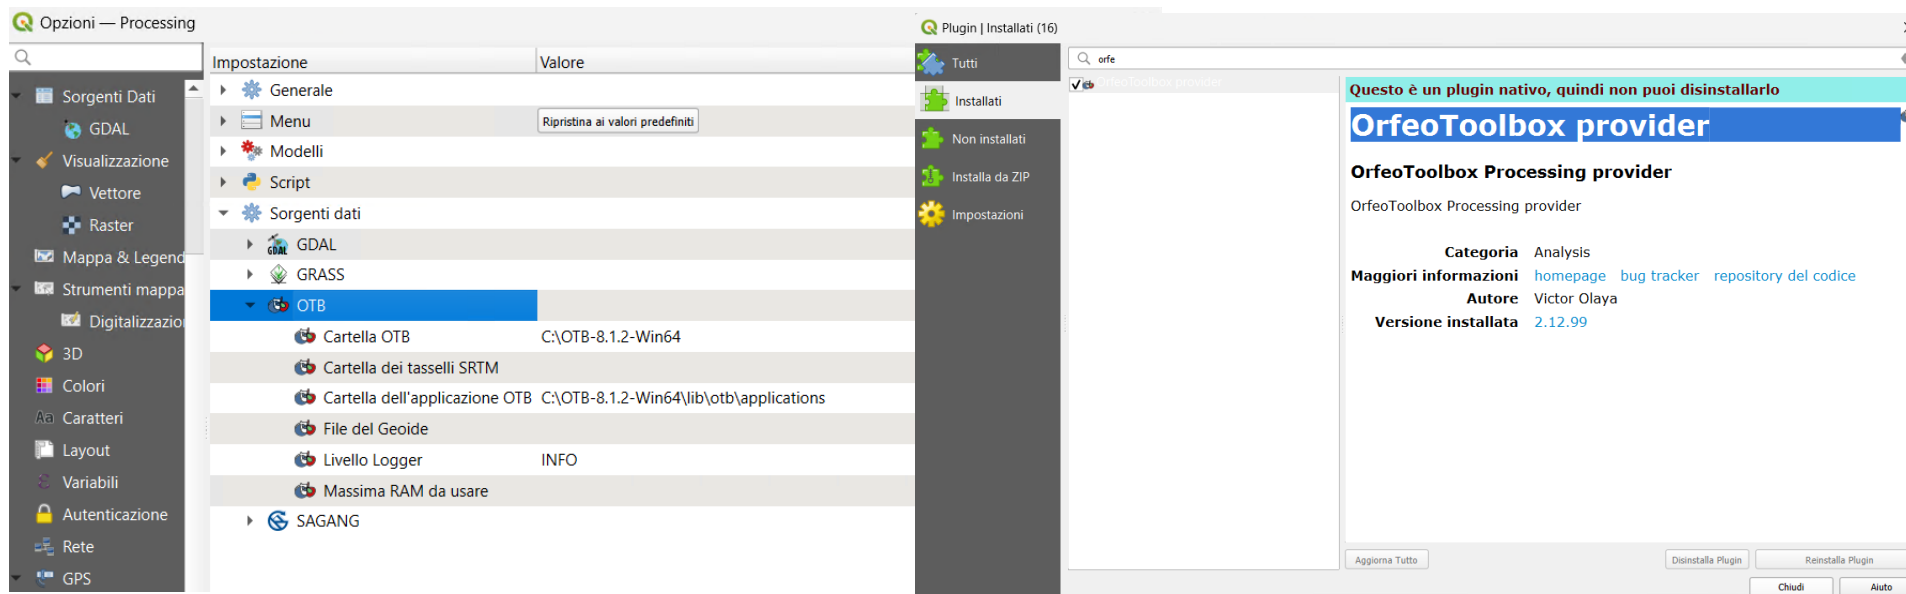 Opzioni — Processing
Impostazione Valore
Sorgenti Dati
GDAL
Visualizzazione
Vettore
Raster
Mappa & Legend
Strumenti mappa
Digitalizzazio
3D
Colori
Caratteri
Layout
Variabili
Autenticazione
Rete
GPS
Generale
Menu Ripristina ai valori predefiniti
Modelli
Script
Sorgenti dati
GDAL
GRASS
OTB
Cartella OTB C:\OTB-8.1.2-Win64
Cartella dei tasselli SRTM
Cartella dell'applicazione OTB C:\OTB-8.1.2-Win64\lib\otb\applications
File del Geoide
Livello Logger INFO
Massima RAM da usare
SAGANG
Plugin | Installati (16)
Tutti
Installati
Non installati
Installa da ZIP
Impostazioni
orfe
OrfeoToolbox provider
Questo è un plugin nativo, quindi non puoi disinstallarlo
OrfeoToolbox provider
OrfeoToolbox Processing provider
OrfeoToolbox Processing provider
Categoria Analysis
Maggiori informazioni homepage bug tracker repository del codice
Autore Victor Olaya
Versione installata 2.12.99
Aggiorna Tutto Disinstalla Plugin Reinstalla Plugin
Chiudi Aiuto